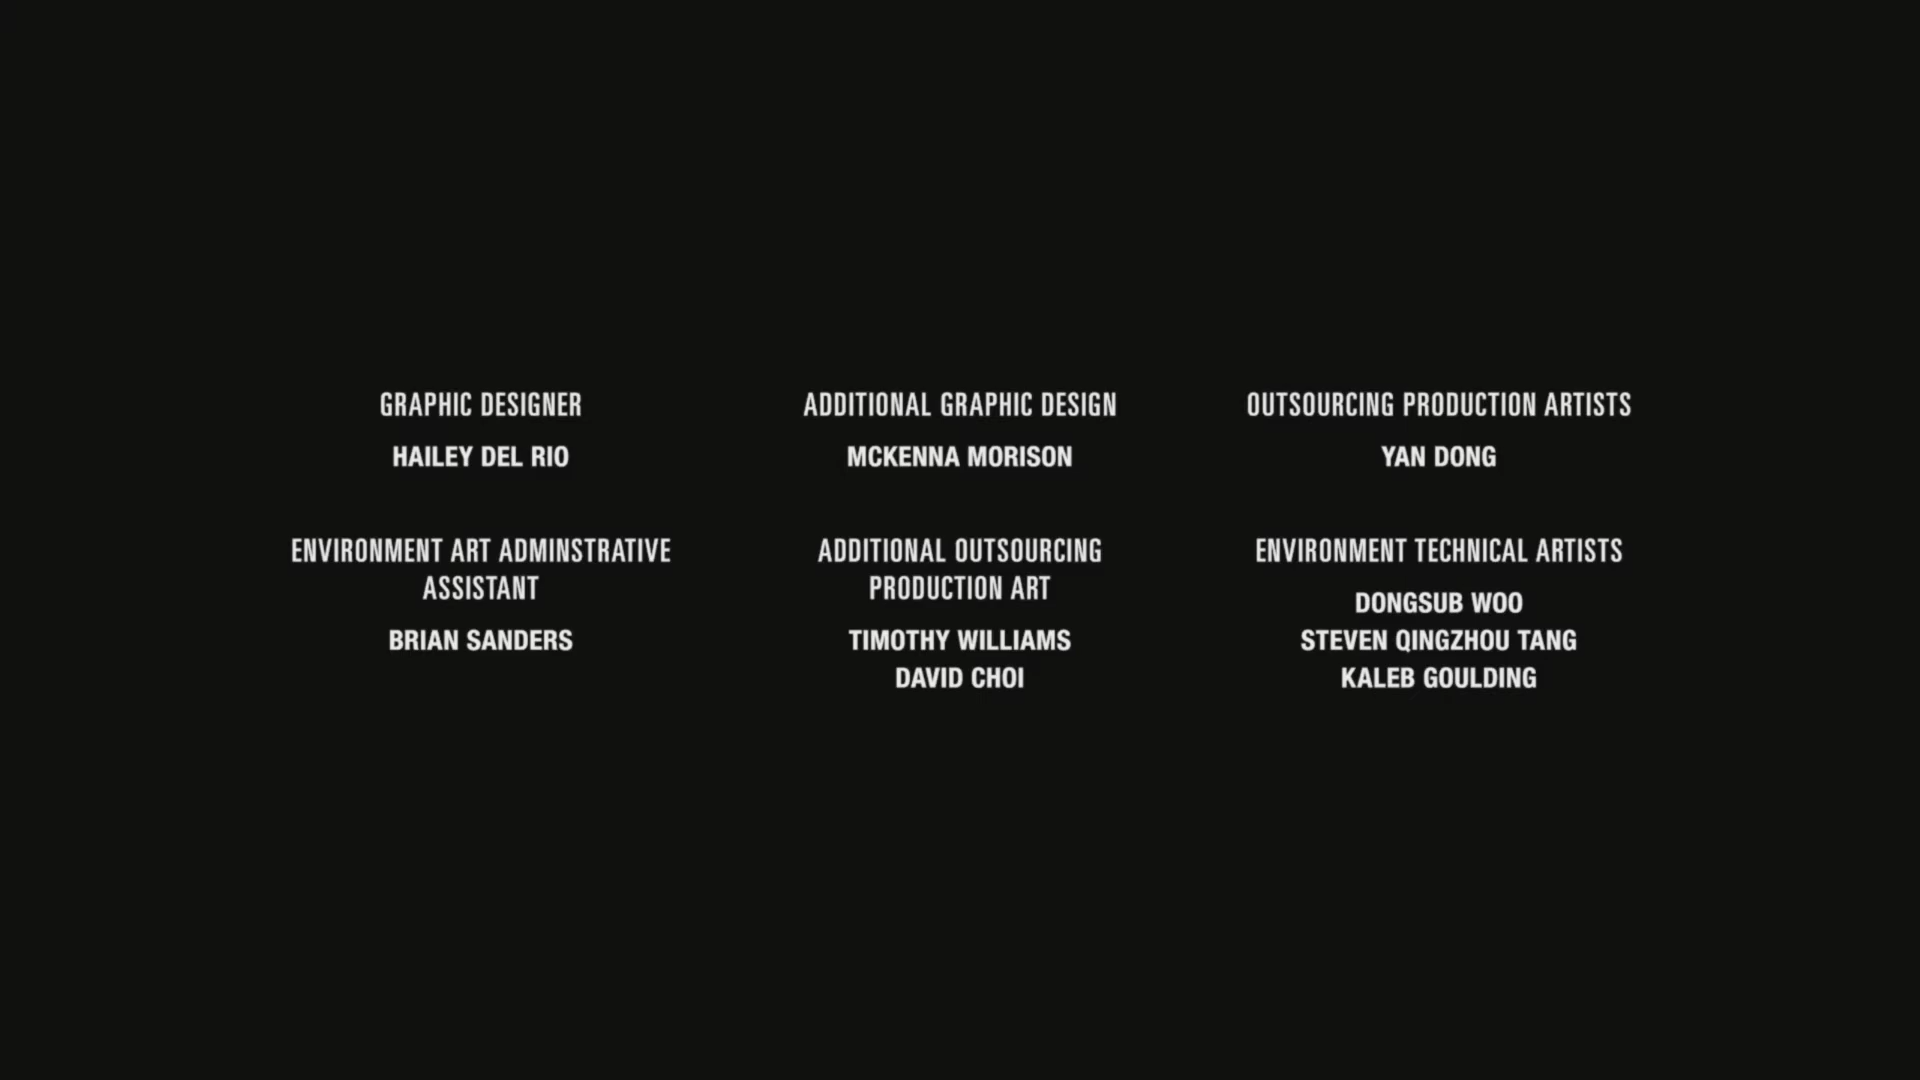 GRAPHIC DESIGNER
HAILEY DEL RIO
ADDITIONAL GRAPHIC DESIGN
MCKENNA MORISON
OUTSOURCING PRODUCTION ARTISTS
YAN DONG
ENVIRONMENT ART ADMINSTRATIVE
ASSISTANT
BRIAN SANDERS
ADDITIONAL OUTSOURCING
PRODUCTION ART
TIMOTHY WILLIAMS
DAVID CHOI
ENVIRONMENT TECHNICAL ARTISTS
DONGSUB WOO
STEVEN QINGZHOU TANG
KALEB GOULDING